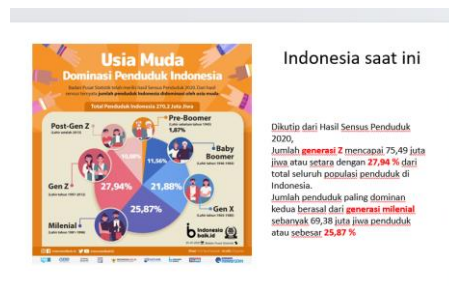 Indonesia saat ini
Usia Muda
Dominasi Penduduk Indonesia
Total Penduduk Indonesia 270,2 Juta Jiwa
Pre-Boomer
1,87%
Post-Gen Z
Baby
Boomer
11,56%
Gen Z
27,94%
21,88%
Gen X
25,87%
Milenial
Indonesia
baik.id
Dikutip dari Hasil Sensus Penduduk
2020,
Jumlah generasi Z mencapai 75,49 juta
jiwa atau setara dengan 27,94 % dari
total seluruh populasi penduduk di
Indonesia.
Jumlah penduduk paling dominan
kedua berasal dari generasi milenial
sebanyak 69,38 juta jiwa penduduk
atau sebesar 25,87 %